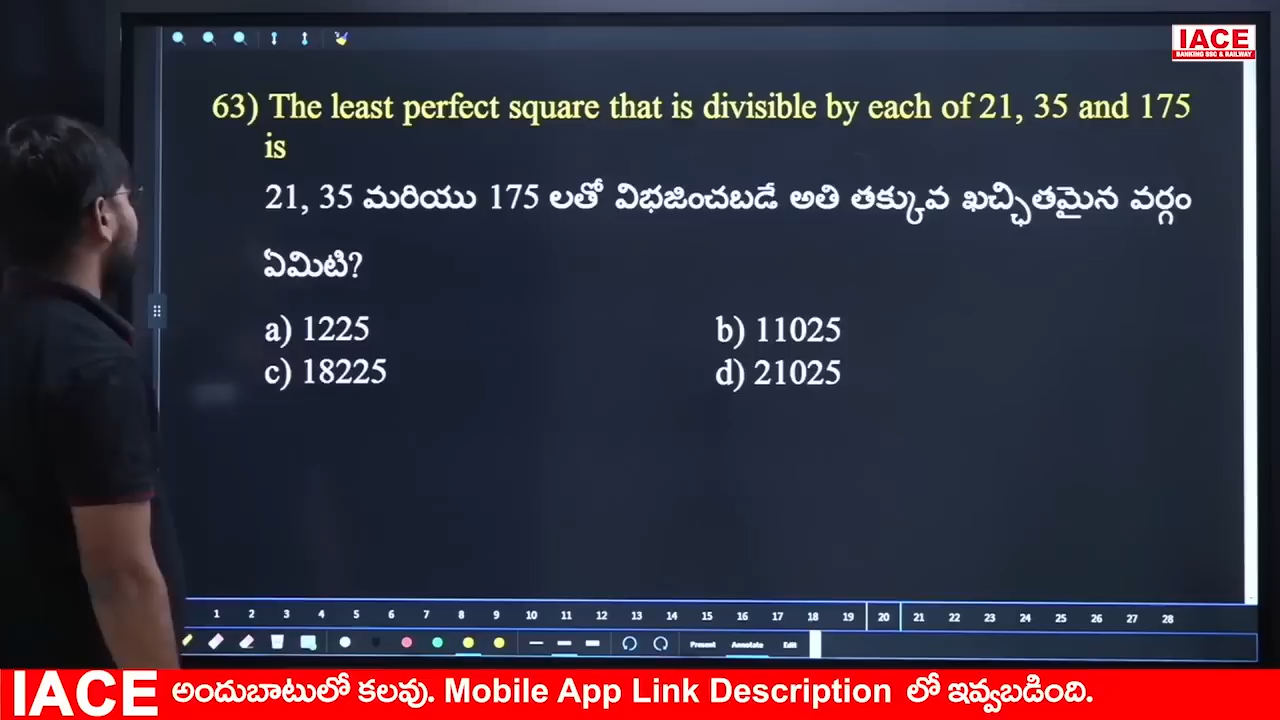 IACE
BANKING SSC & RAILWAY
63) The least perfect square that is divisible by each of 21, 35 and 175
is
21, 35 మరియు 175 లతో విభజించబడే అతి తక్కువ ఖచ్ఛితమైన వర్గం
ఏమిటి?
a) 1225 b) 11025
c) 18225 d) 21025
1 2 3 4 5 6 7 8 9 10 11 12 13 14 15 16 17 18 19 20 21 22 23 24 25 26 27 28
Present Annotate Edit
IACE అందుబాటులో కలవు. Mobile App Link Description లో ఇవ్వబడింది.